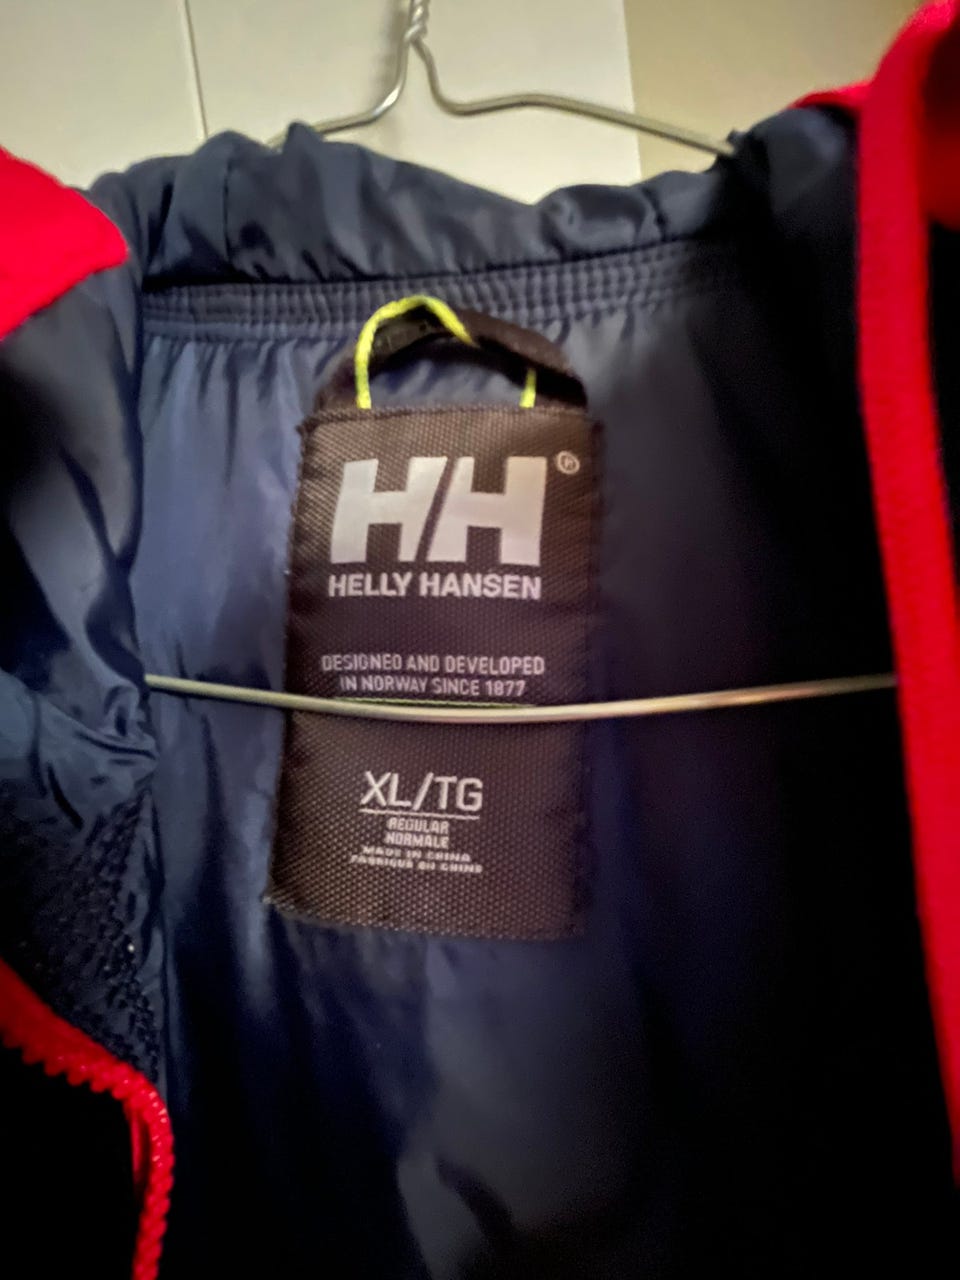 HH®
HELLY HANSEN
DESIGNED AND DEVELOPED
IN NORWAY SINCE 1877
XL/TG
REGULAR
NORMALE
MADE IN CHINA
FABRIQUÉ EN CHINE